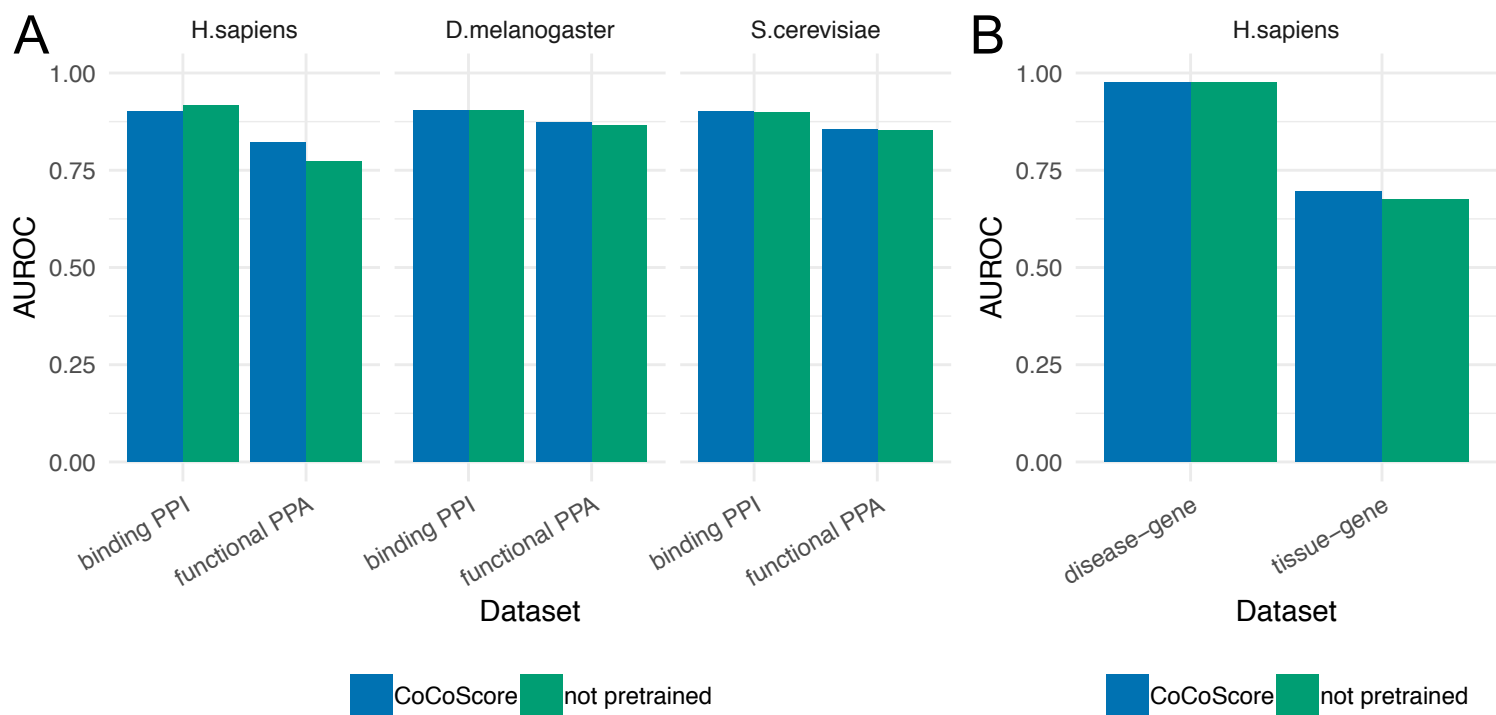 A
H.sapiens
D.melanogaster
S.cerevisiae
AUROC
1.00
0.75
0.50
0.25
0.00
binding PPI
functional PPA
binding PPI
functional PPA
binding PPI
functional PPA
Dataset
CoCoScore not pretrained
B
H.sapiens
AUROC
1.00
0.75
0.50
0.25
0.00
disease−gene
tissue−gene
Dataset
CoCoScore not pretrained